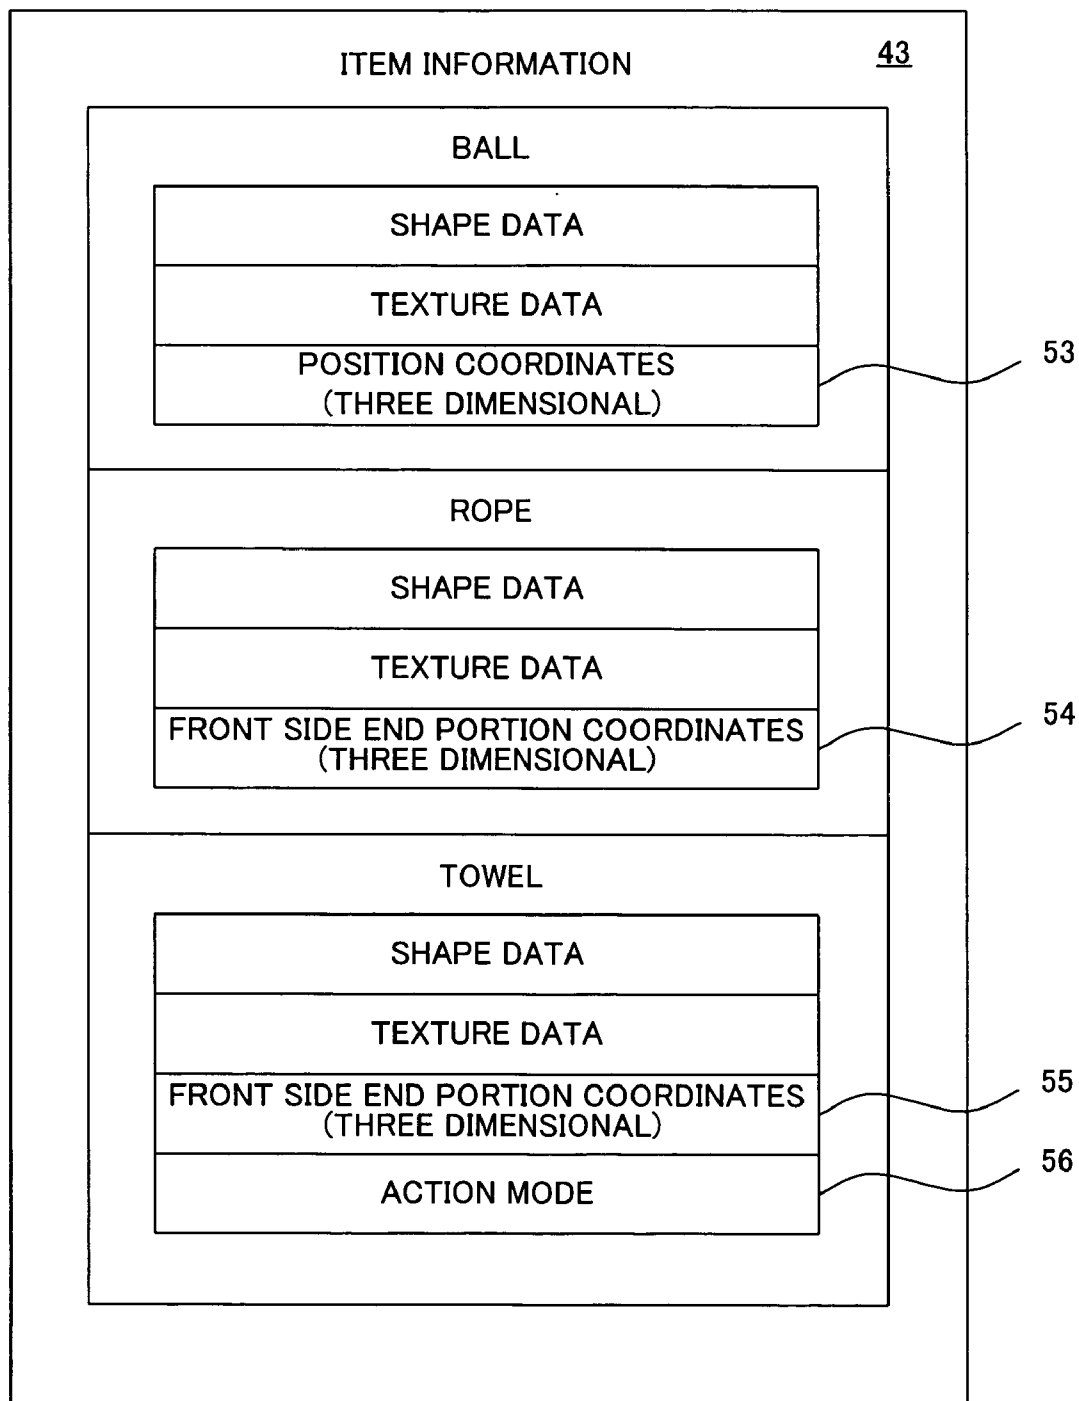 ITEM INFORMATION
43
BALL
SHAPE DATA
TEXTURE DATA
POSITION COORDINATES
(THREE DIMENSIONAL)
53
ROPE
SHAPE DATA
TEXTURE DATA
FRONT SIDE END PORTION COORDINATES
(THREE DIMENSIONAL)
54
TOWEL
SHAPE DATA
TEXTURE DATA
FRONT SIDE END PORTION COORDINATES
(THREE DIMENSIONAL)
55
ACTION MODE
56